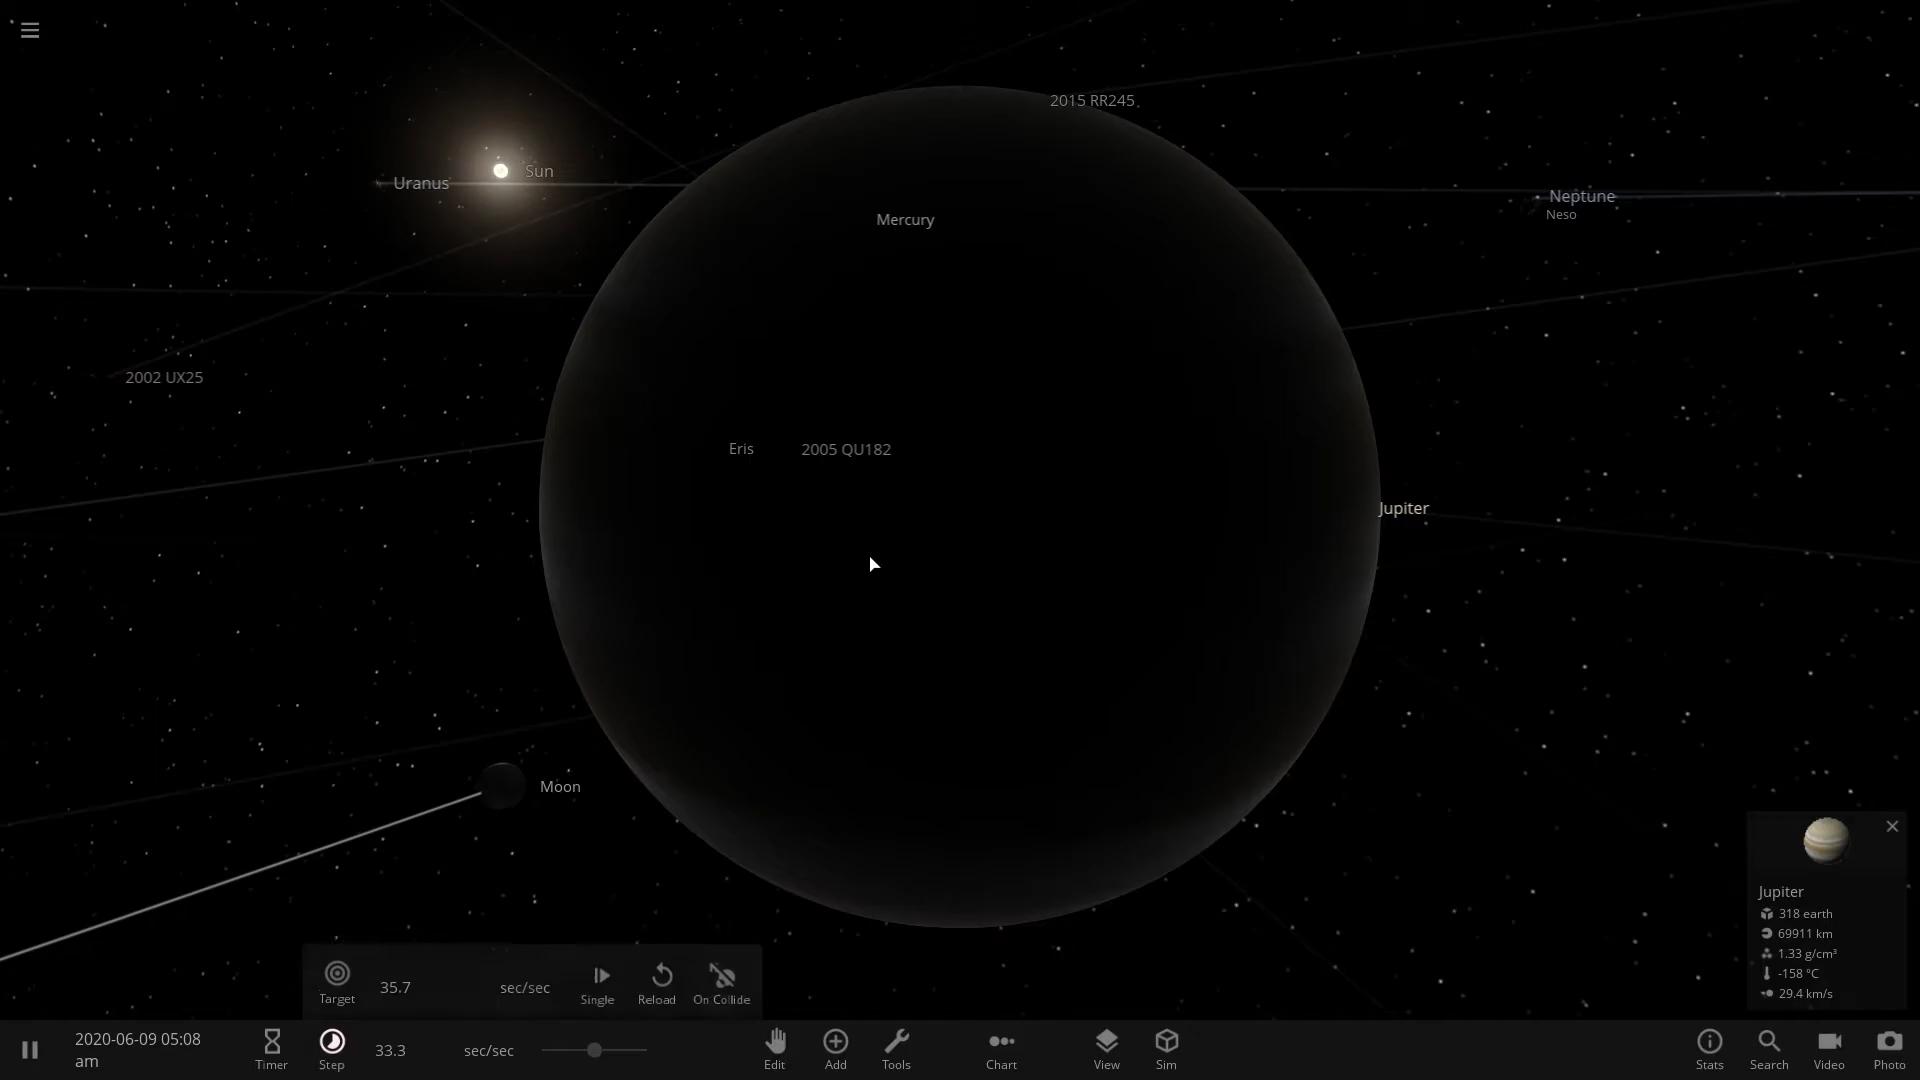 2015 RR245
Sun
Uranus
Neptune
Neso
Mercury
2002 UX25
Eris
2005 QU182
Jupiter
Moon
Jupiter
318 earth
69911 km
1.33 g/cm³
-158 °C
29.4 km/s
Target
35.7
sec/sec
Single
Reload
On Collide
2020-06-09 05:08
am
Timer
Step
33.3
sec/sec
Edit
Add
Tools
Chart
View
Sim
Stats
Search
Video
Photo